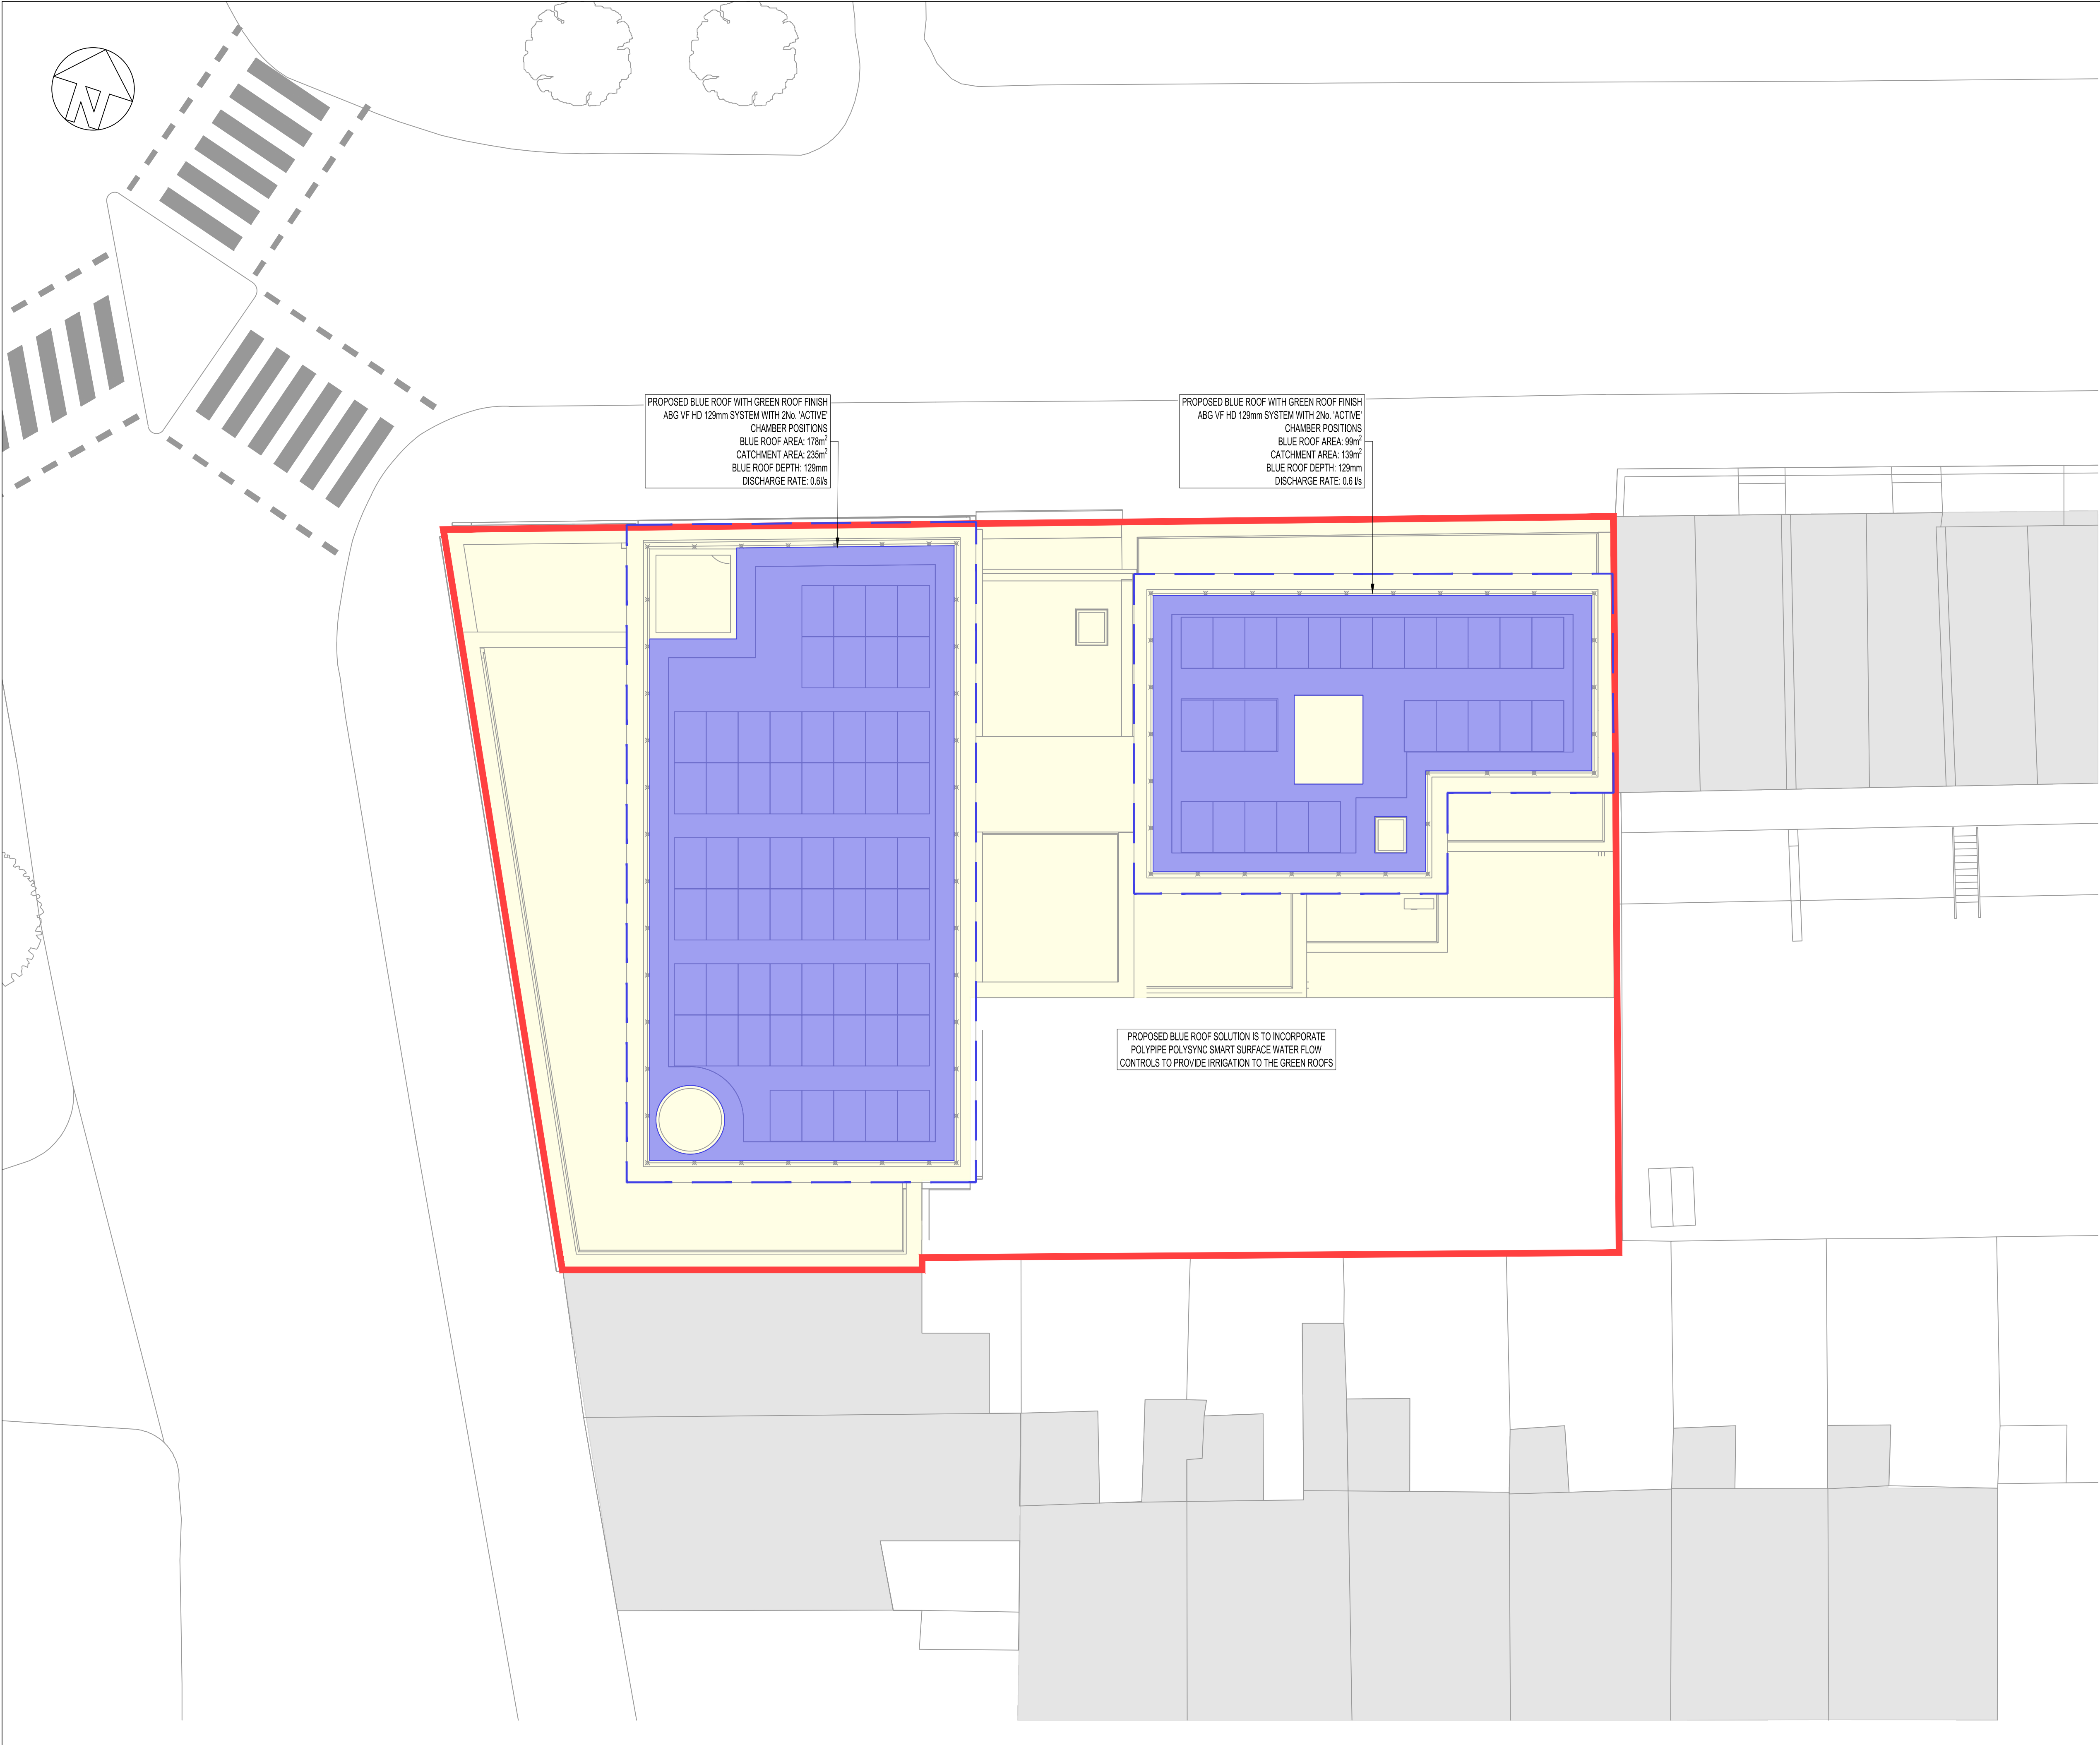 N
PROPOSED BLUE ROOF WITH GREEN ROOF FINISH
ABG VF HD 129mm SYSTEM WITH 2No. 'ACTIVE'
CHAMBER POSITIONS
BLUE ROOF AREA: 178m²
CATCHMENT AREA: 235m²
BLUE ROOF DEPTH: 129mm
DISCHARGE RATE: 0.6l/s
PROPOSED BLUE ROOF WITH GREEN ROOF FINISH
ABG VF HD 129mm SYSTEM WITH 2No. 'ACTIVE'
CHAMBER POSITIONS
BLUE ROOF AREA: 99m²
CATCHMENT AREA: 139m²
BLUE ROOF DEPTH: 129mm
DISCHARGE RATE: 0.6 l/s
PROPOSED BLUE ROOF SOLUTION IS TO INCORPORATE
POLYPIPE POLYSYNC SMART SURFACE WATER FLOW
CONTROLS TO PROVIDE IRRIGATION TO THE GREEN ROOFS